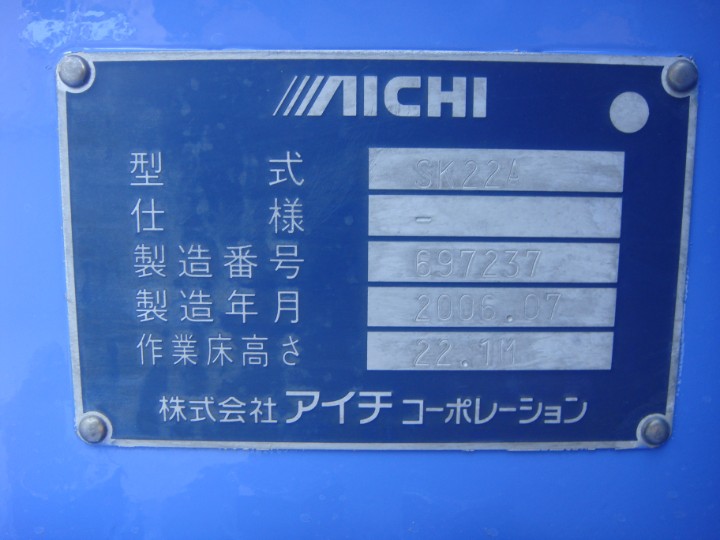 AICHI
型式 SK22A
仕様 -
製造番号 697237
製造年月 2006.07
作業床高さ 22.1M
株式会社 アイチ コーポレーション